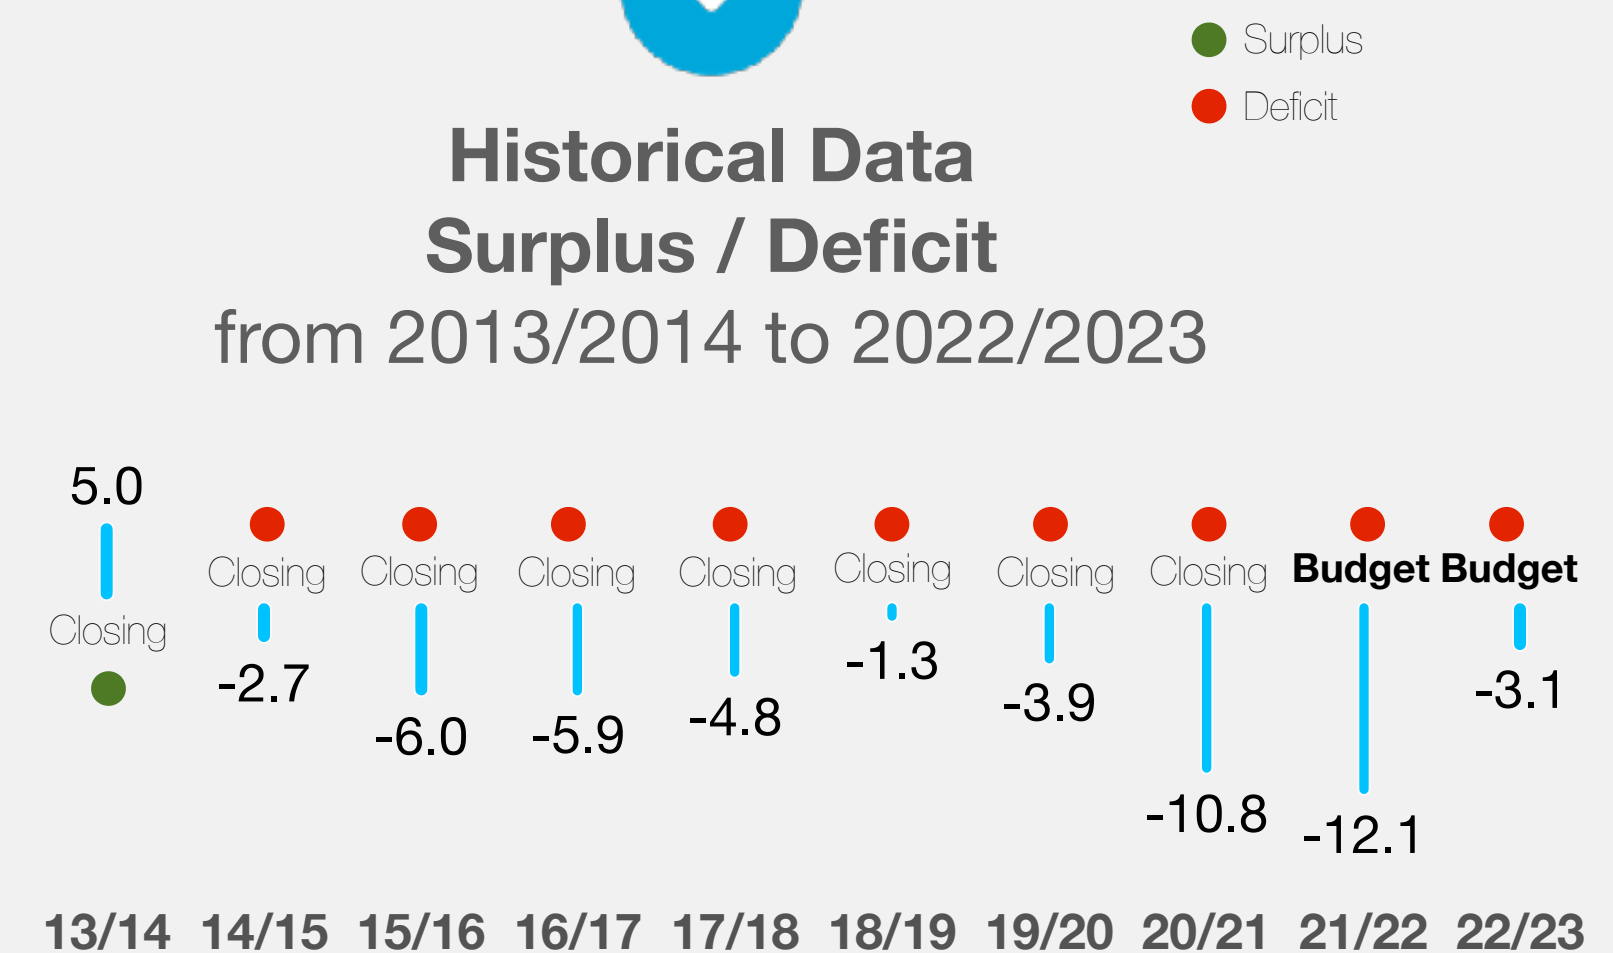 Surplus
Deficit
Historical Data
Surplus / Deficit
from 2013/2014 to 2022/2023
5.0
Closing Closing Closing Closing Closing Closing Closing Budget Budget
Closing
-2.7 -6.0 -5.9 -4.8 -1.3 -3.9 -10.8 -12.1 -3.1
13/14 14/15 15/16 16/17 17/18 18/19 19/20 20/21 21/22 22/23